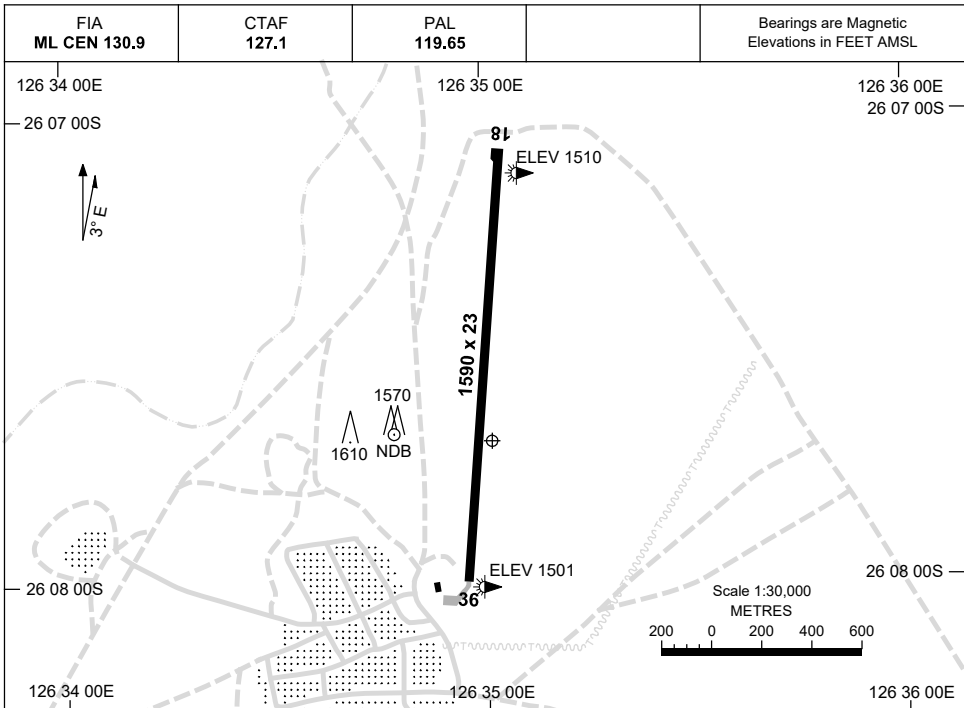 FIA
ML CEN 130.9
CTAF
127.1
PAL
119.65
Bearings are Magnetic
Elevations in FEET AMSL
126 34 00E
126 35 00E
126 36 00E
26 07 00S
26 07 00S
18
ELEV 1510
3° E
1590 x 23
1570
1610
NDB
ELEV 1501
26 08 00S
36
26 08 00S
Scale 1:30,000
METRES
200 0 200 400 600
126 34 00E
126 35 00E
126 36 00E